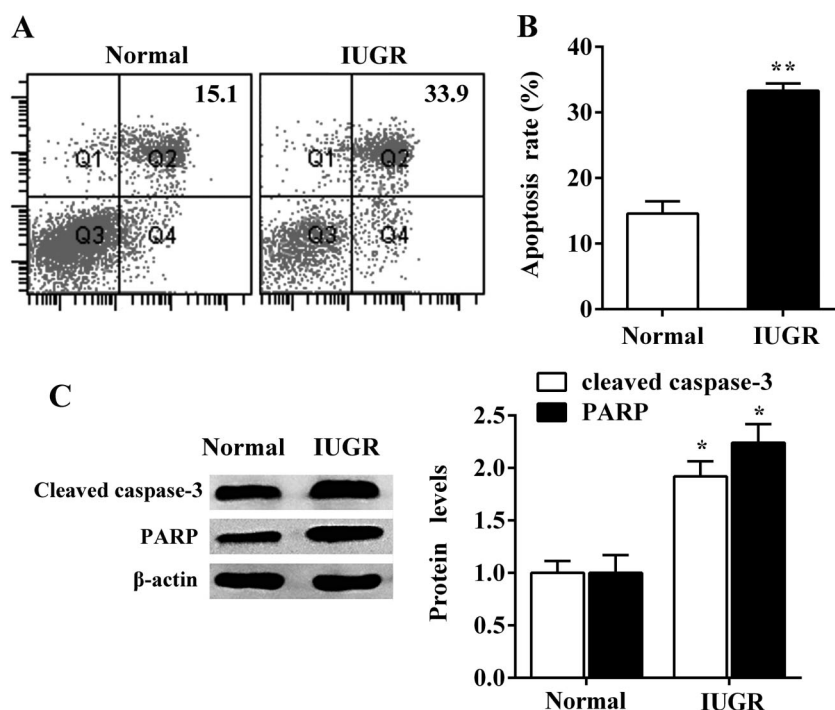 A
Normal
IUGR
15.1
33.9
Q1
Q2
Q3
Q4
Q1
Q2
Q3
Q4
B
Apoptosis rate (%)
40
30
20
10
0
**
Normal
IUGR
C
Normal
IUGR
Cleaved caspase-3
PARP
β-actin
cleaved caspase-3
PARP
Protein levels
2.5
2.0
1.5
1.0
0.5
0.0
*
*
Normal
IUGR